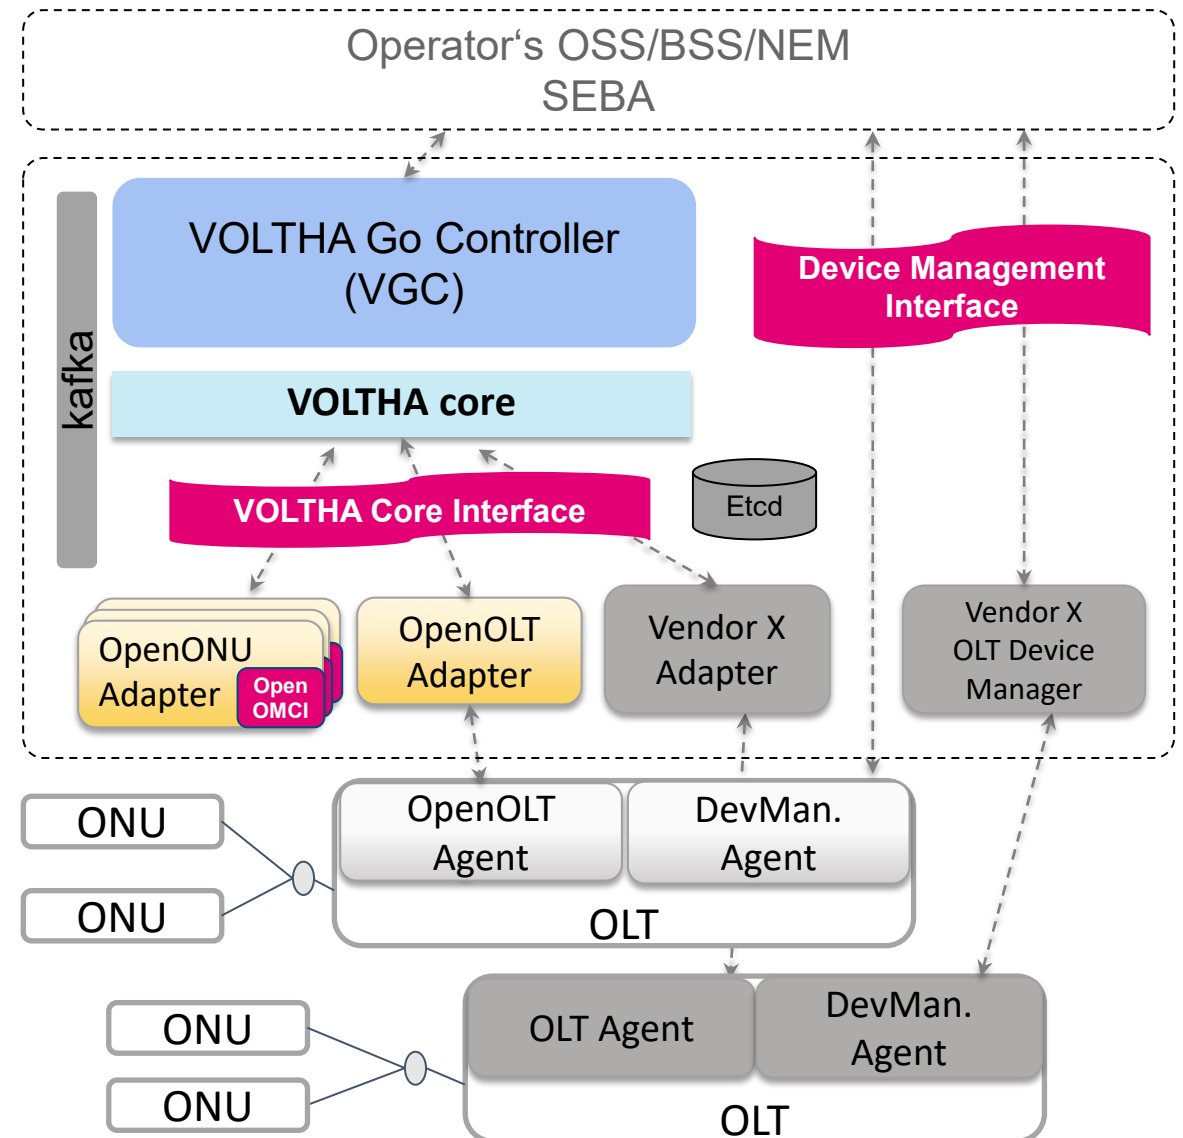 Operator‘s OSS/BSS/NEM
SEBA
kafka
VOLTHA Go Controller
(VGC)
Device Management
Interface
VOLTHA core
VOLTHA Core Interface
Etcd
OpenONU
Adapter
Open
OMCI
OpenOLT
Adapter
Vendor X
Adapter
Vendor X
OLT Device
Manager
ONU
ONU
OpenOLT
Agent
DevMan.
Agent
OLT
ONU
ONU
OLT Agent
DevMan.
Agent
OLT